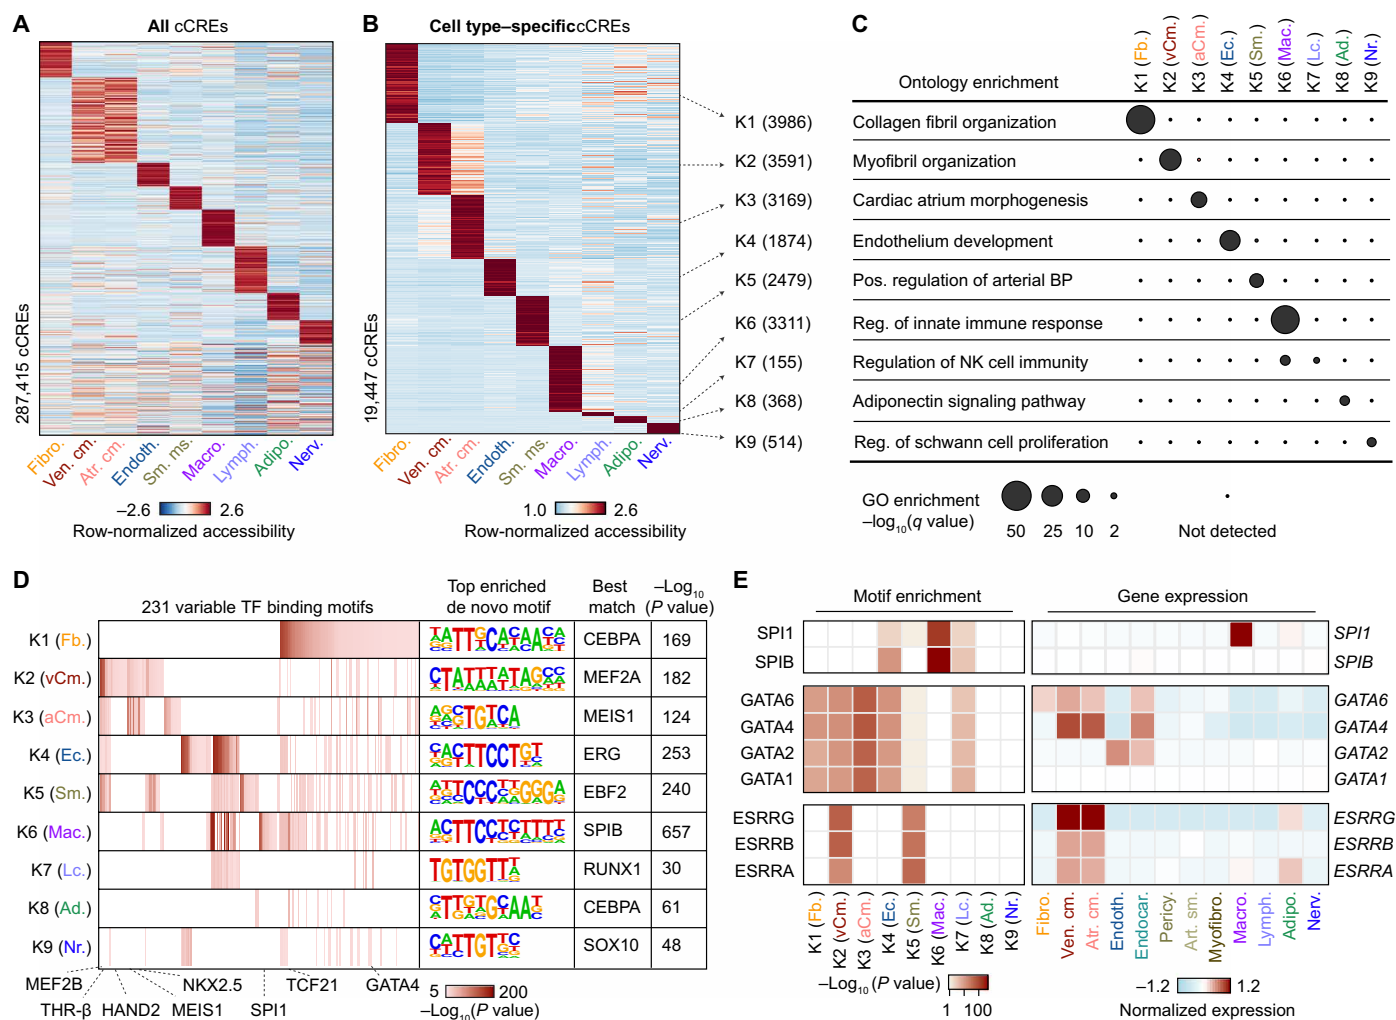 A
All cCREs
287,415 cCREs
Fibro.
Ven. cm.
Atr. cm.
Endoth.
Sm. ms.
Macro.
Lymph.
Adipo.
Nerv.
–2.6
2.6
Row-normalized accessibility
B
Cell type–specificcCREs
19,447 cCREs
Fibro.
Ven. cm.
Atr. cm.
Endoth.
Sm. ms.
Macro.
Lymph.
Adipo.
Nerv.
1.0
2.6
Row-normalized accessibility
K1 (3986)
K2 (3591)
K3 (3169)
K4 (1874)
K5 (2479)
K6 (3311)
K7 (155)
K8 (368)
K9 (514)
C
Ontology enrichment
K1 (Fb.)
K2 (vCm.)
K3 (aCm.)
K4 (Ec.)
K5 (Sm.)
K6 (Mac.)
K7 (Lc.)
K8 (Ad.)
K9 (Nr.)
Collagen fibril organization
Myofibril organization
Cardiac atrium morphogenesis
Endothelium development
Pos. regulation of arterial BP
Reg. of innate immune response
Regulation of NK cell immunity
Adiponectin signaling pathway
Reg. of schwann cell proliferation
GO enrichment
–log10(q value)
50
25
10
2
Not detected
D
231 variable TF binding motifs
Top enriched
de novo motif
Best
match
–Log10
(P value)
K1 (Fb.)
CEBPA
169
K2 (vCm.)
MEF2A
182
K3 (aCm.)
MEIS1
124
K4 (Ec.)
ERG
253
K5 (Sm.)
EBF2
240
K6 (Mac.)
SPIB
657
K7 (Lc.)
RUNX1
30
K8 (Ad.)
CEBPA
61
K9 (Nr.)
SOX10
48
MEF2B
THR-β
HAND2
NKX2.5
MEIS1
SPI1
TCF21
GATA4
5
200
–Log10(P value)
E
Motif enrichment
Gene expression
SPI1
SPIB
GATA6
GATA4
GATA2
GATA1
ESRRG
ESRRB
ESRRA
SPI1
SPIB
GATA6
GATA4
GATA2
GATA1
ESRRG
ESRRB
ESRRA
K1 (Fb.)
K2 (vCm.)
K3 (aCm.)
K4 (Ec.)
K5 (Sm.)
K6 (Mac.)
K7 (Lc.)
K8 (Ad.)
K9 (Nr.)
Fibro.
Ven. cm.
Atr. cm.
Endoth.
Endocar.
Pericy.
Art. sm.
Myofibro.
Macro.
Lymph.
Adipo.
Nerv.
–Log10(P value)
1
100
–1.2
1.2
Normalized expression